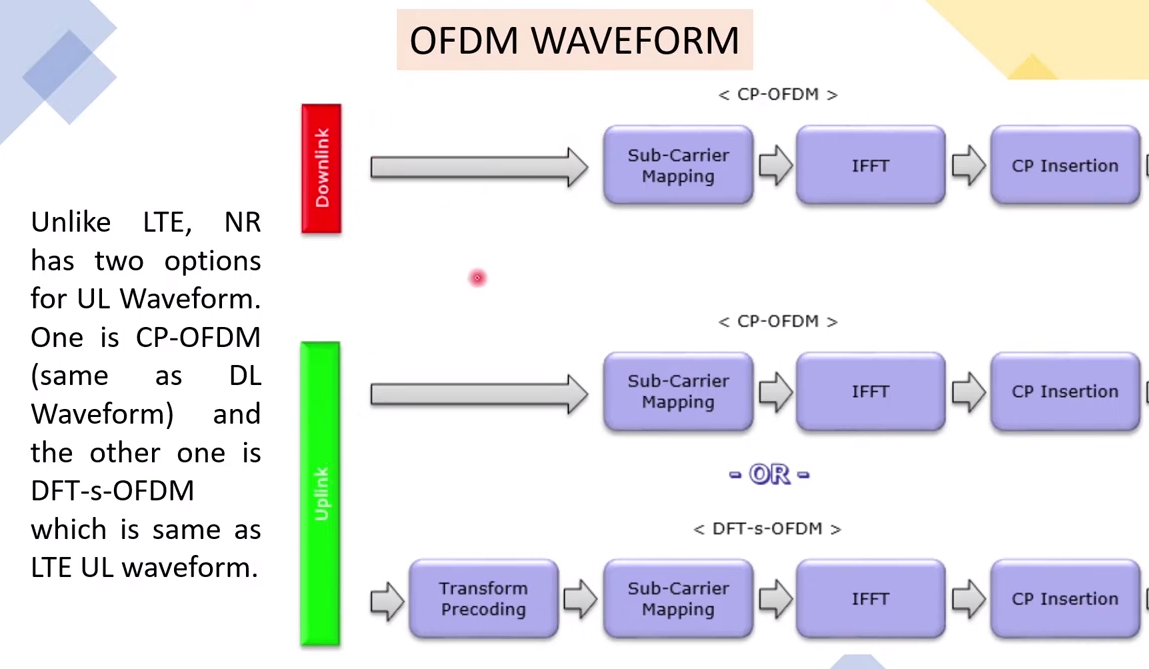 OFDM WAVEFORM
Unlike LTE, NR
has two options
for UL Waveform.
One is CP-OFDM
(same as DL
Waveform) and
the other one is
DFT-s-OFDM
which is same as
LTE UL waveform.
Downlink
< CP-OFDM >
Sub-Carrier
Mapping
IFFT
CP Insertion
Uplink
< CP-OFDM >
Sub-Carrier
Mapping
IFFT
CP Insertion
- OR -
< DFT-s-OFDM >
Transform
Precoding
Sub-Carrier
Mapping
IFFT
CP Insertion